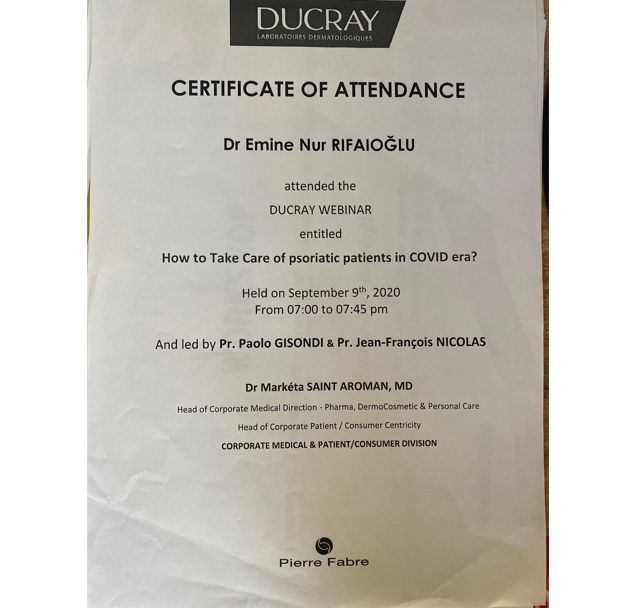 DUCRAY
LABORATOIRES DERMATOLOGIQUES
CERTIFICATE OF ATTENDANCE
Dr Emine Nur RIFAIOĞLU
attended the
DUCRAY WEBINAR
entitled
How to Take Care of psoriatic patients in COVID era?
Held on September 9th, 2020
From 07:00 to 07:45 pm
And led by Pr. Paolo GISONDI & Pr. Jean-François NICOLAS
Dr Markéta SAINT AROMAN, MD
Head of Corporate Medical Direction - Pharma, DermoCosmetic & Personal Care
Head of Corporate Patient / Consumer Centricity
CORPORATE MEDICAL & PATIENT/CONSUMER DIVISION
Pierre Fabre